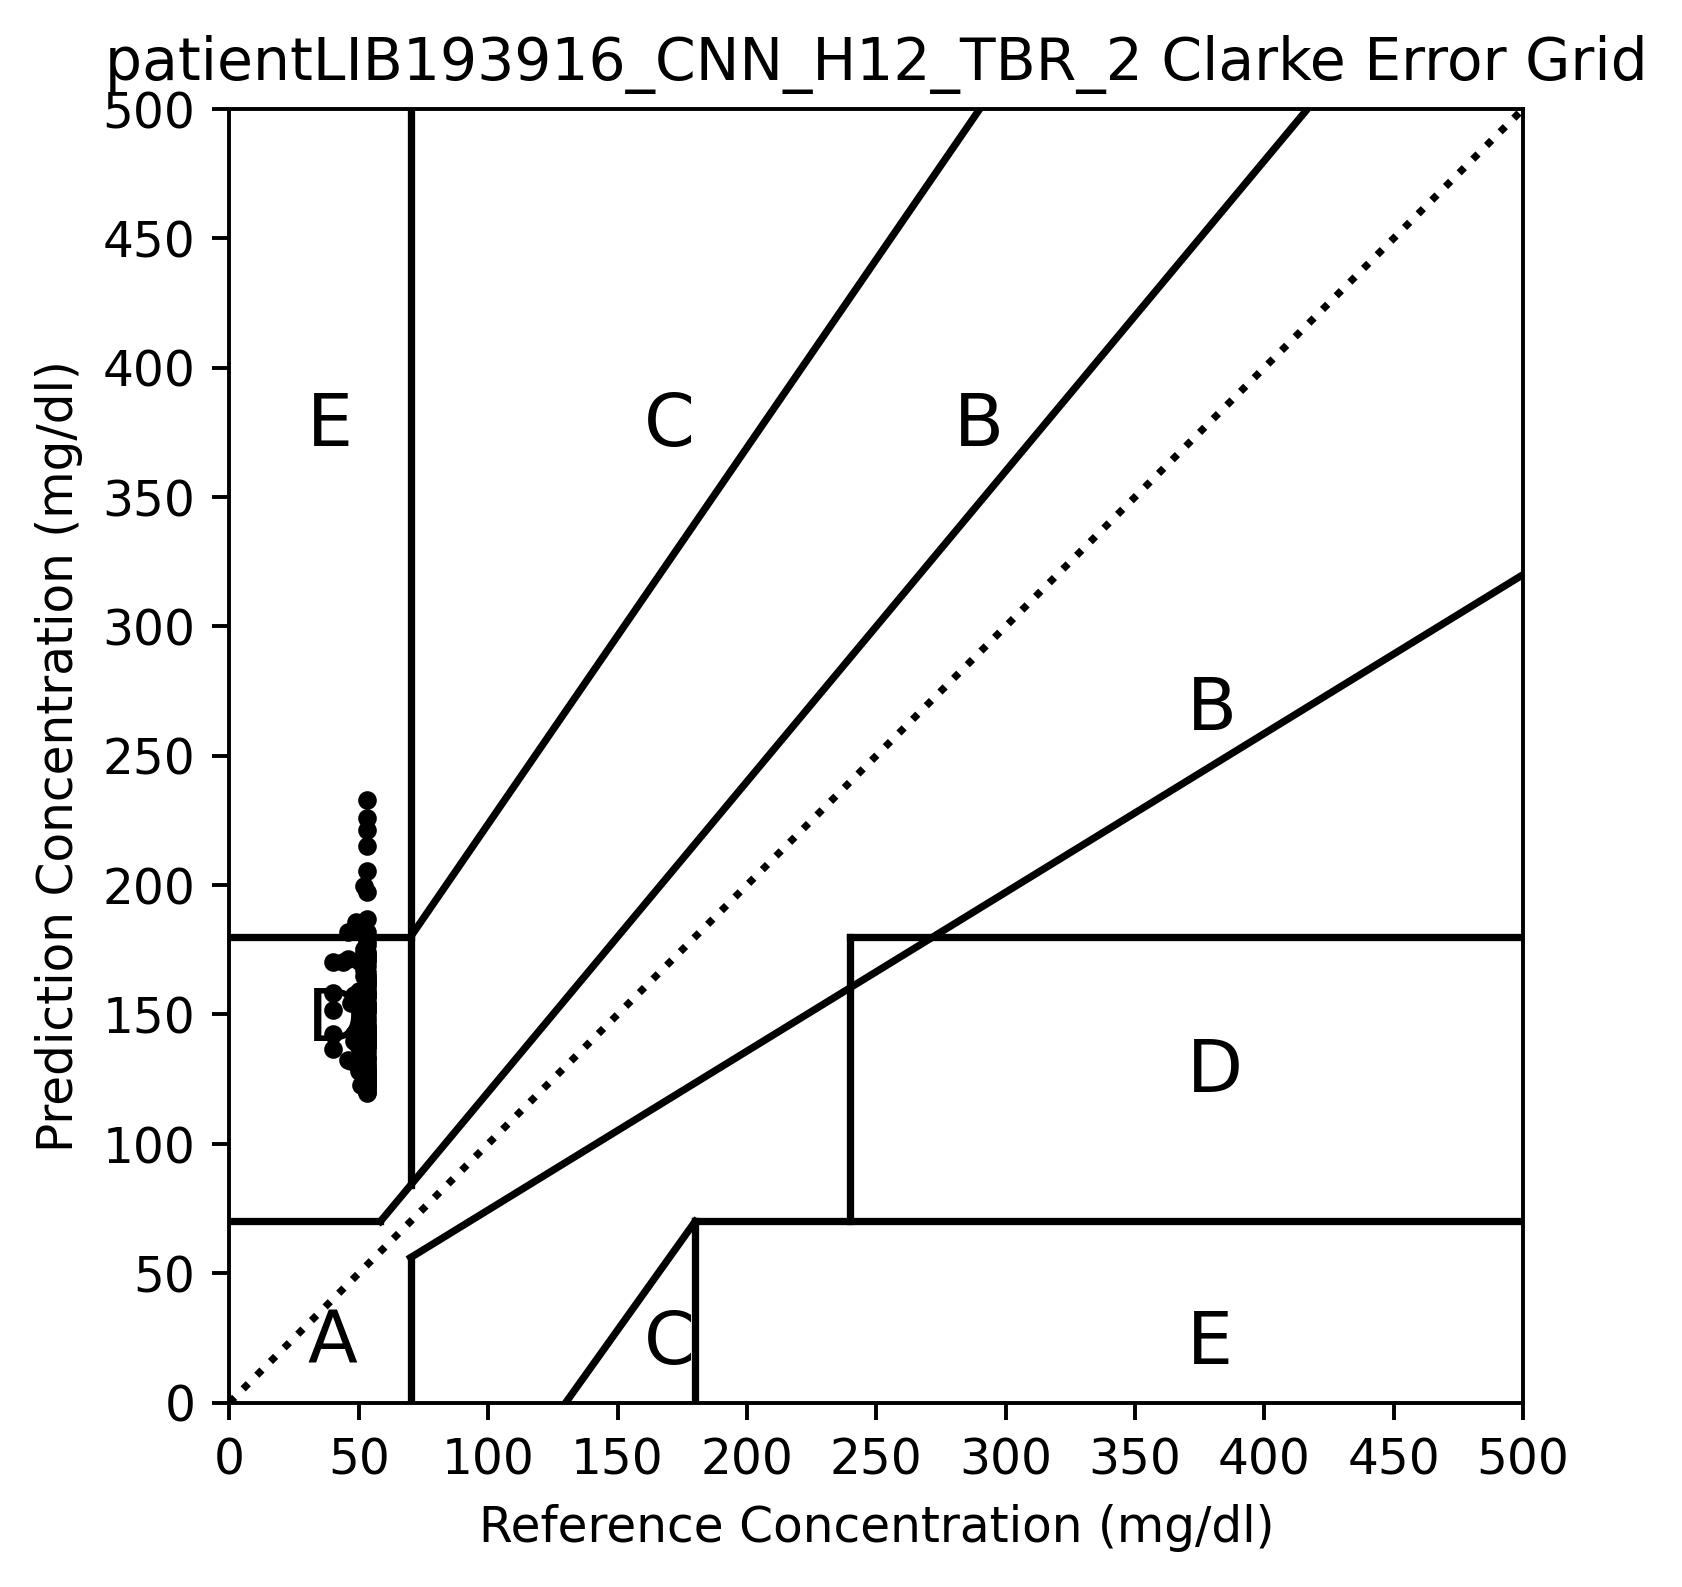 patientLIB193916_CNN_H12_TBR_2 Clarke Error Grid
500
450
400
350
300
250
200
150
100
50
0
Prediction Concentration (mg/dl)
E
C
B
B
D
D
A
C
E
0 50 100 150 200 250 300 350 400 450 500
Reference Concentration (mg/dl)